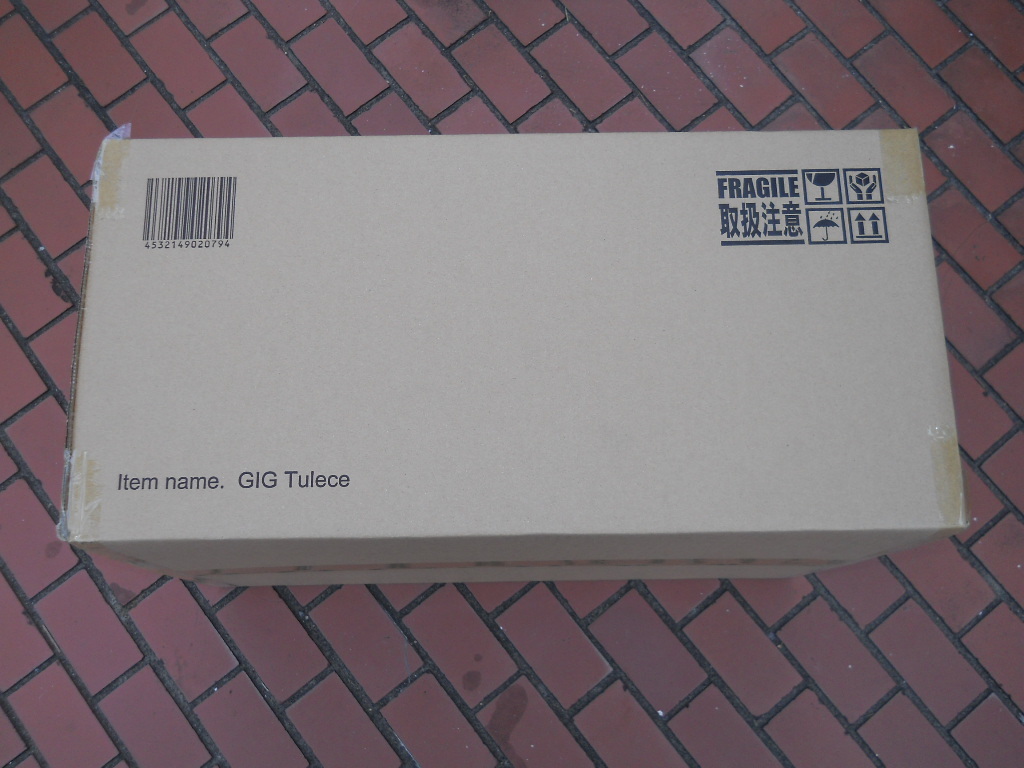 4532149020794
FRAGILE
取扱注意
Item name. GIG Tulece